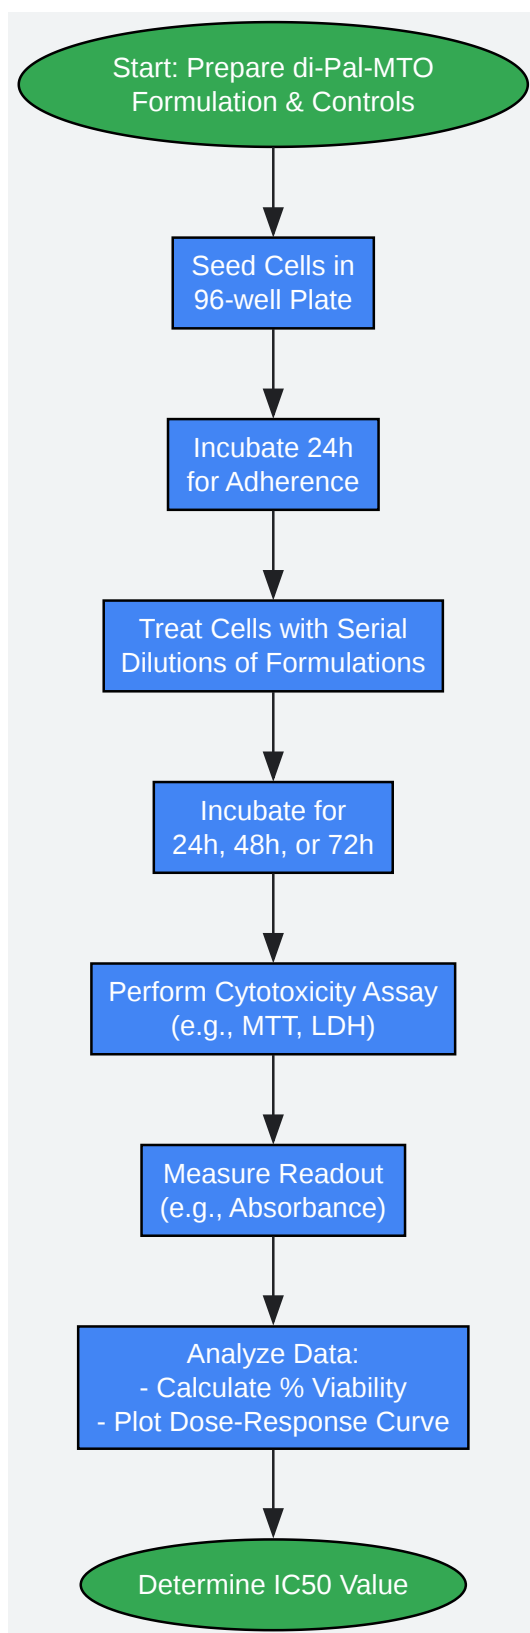 Start: Prepare di-Pal-MTO
Formulation & Controls
Seed Cells in
96-well Plate
Incubate 24h
for Adherence
Treat Cells with Serial
Dilutions of Formulations
Incubate for
24h, 48h, or 72h
Perform Cytotoxicity Assay
(e.g., MTT, LDH)
Measure Readout
(e.g., Absorbance)
Analyze Data:
- Calculate % Viability
- Plot Dose-Response Curve
Determine IC50 Value